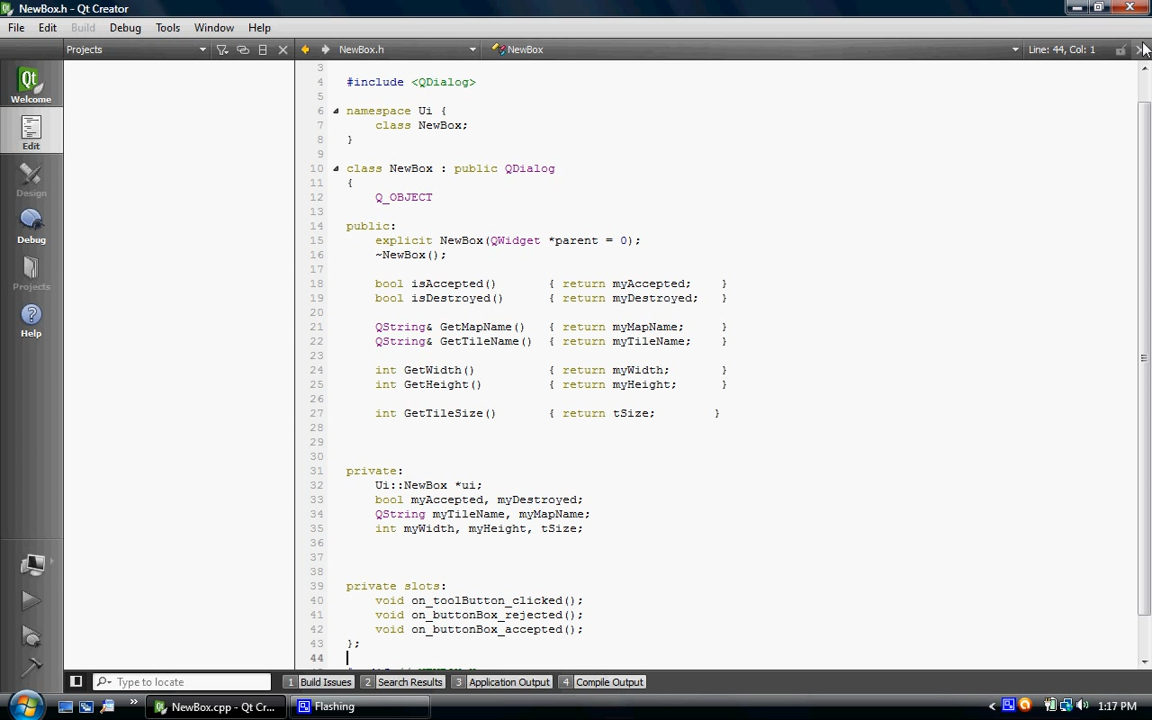 NewBox.h - Qt Creator
File Edit Build Debug Tools Window Help
Projects NewBox.h NewBox Line: 44, Col: 1
Welcome
Edit
Design
Debug
Projects
Help
3
4 #include <QDialog>
5
6 namespace Ui {
7 class NewBox;
8 }
9
10 class NewBox : public QDialog
11 {
12 Q_OBJECT
13
14 public:
15 explicit NewBox(QWidget *parent = 0);
16 ~NewBox();
17
18 bool isAccepted() { return myAccepted; }
19 bool isDestroyed() { return myDestroyed; }
20
21 QString& GetMapName() { return myMapName; }
22 QString& GetTileName() { return myTileName; }
23
24 int GetWidth() { return myWidth; }
25 int GetHeight() { return myHeight; }
26
27 int GetTileSize() { return tSize; }
28
29
30
31 private:
32 Ui::NewBox *ui;
33 bool myAccepted, myDestroyed;
34 QString myTileName, myMapName;
35 int myWidth, myHeight, tSize;
36
37
38
39 private slots:
40 void on_toolButton_clicked();
41 void on_buttonBox_rejected();
42 void on_buttonBox_accepted();
43 };
44
Type to locate 1 Build Issues 2 Search Results 3 Application Output 4 Compile Output
NewBox.cpp - Qt Cr... Flashing 1:17 PM